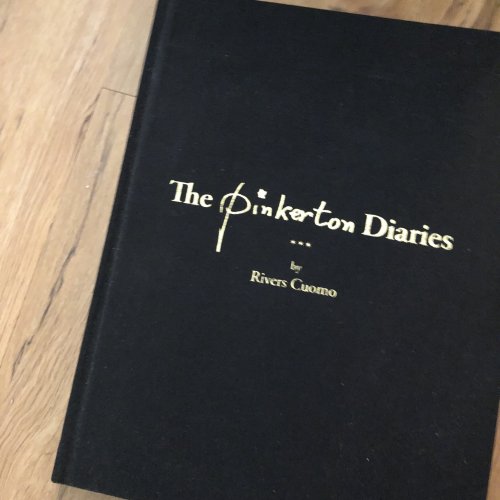 The pinkerton Diaries
***
by
Rivers Cuomo